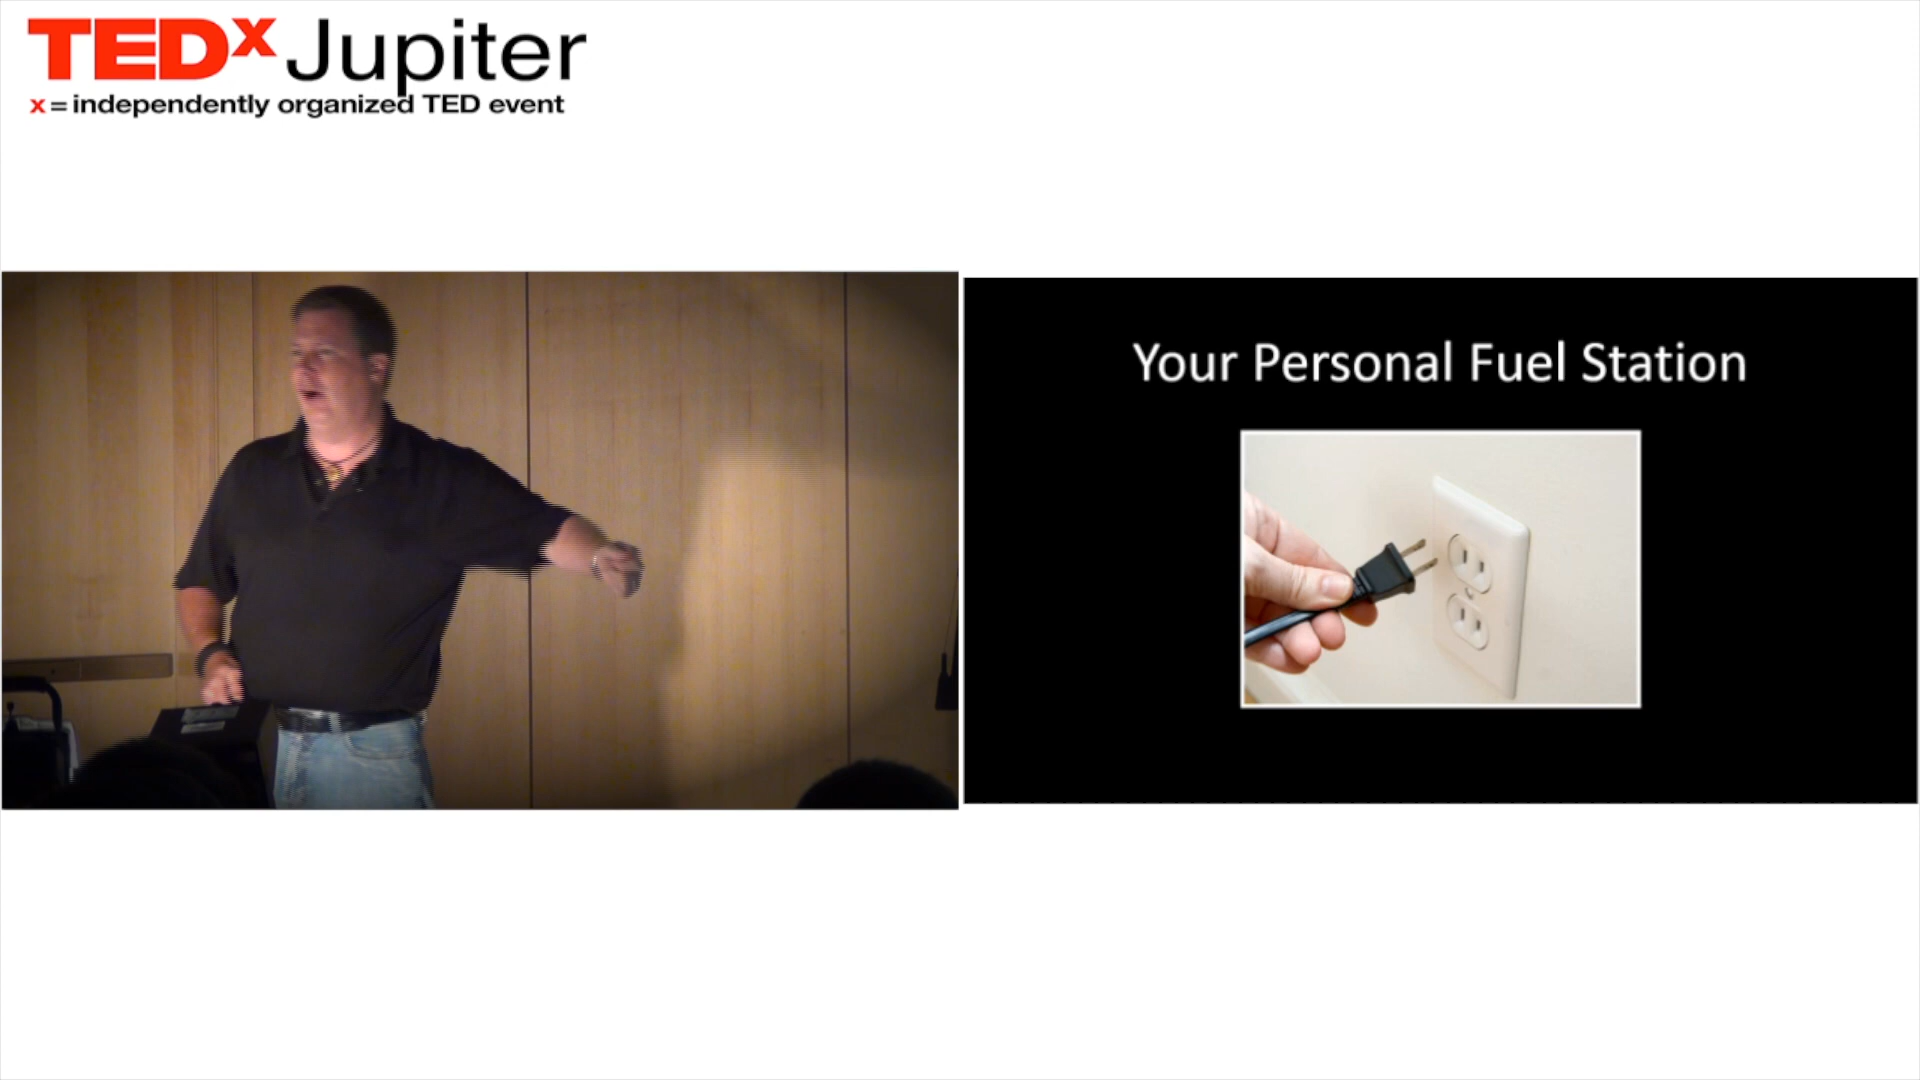 TEDx Jupiter
x = independently organized TED event
Your Personal Fuel Station